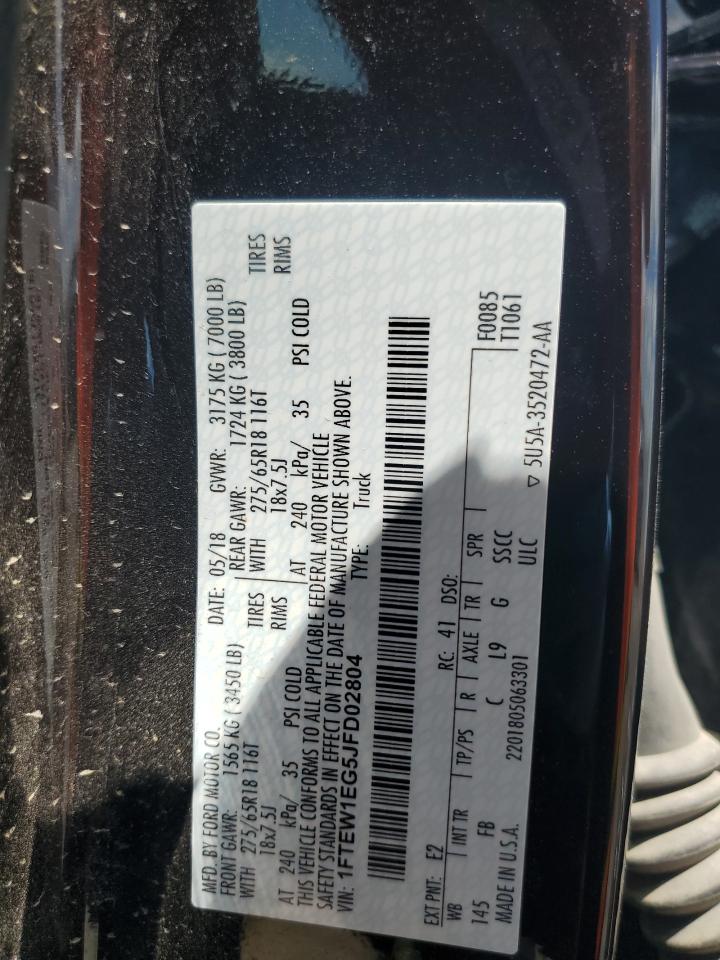 MFD. BY FORD MOTOR CO.
DATE: 05/18 GVWR: 3175 KG ( 7000 LB)
FRONT GAWR: 1565 KG ( 3450 LB) REAR GAWR: 1724 KG ( 3800 LB)
WITH 275/65R18 116T TIRES WITH 275/65R18 116T TIRES
18x7.5J RIMS 18x7.5J RIMS
AT 240 kPa/ 35 PSI COLD AT 240 kPa/ 35 PSI COLD
THIS VEHICLE CONFORMS TO ALL APPLICABLE FEDERAL MOTOR VEHICLE
SAFETY STANDARDS IN EFFECT ON THE DATE OF MANUFACTURE SHOWN ABOVE.
VIN: 1FTEW1EG5JFD02804 TYPE: Truck
EXT PNT: E2 RC: 41 DSO: F0085
WB INT TR TP/PS R AXLE TR SPR T1061
145 FB C L9 G SSCC
MADE IN U.S.A. 2201805063301 ULC ▽ 5U5A-3520472-AA